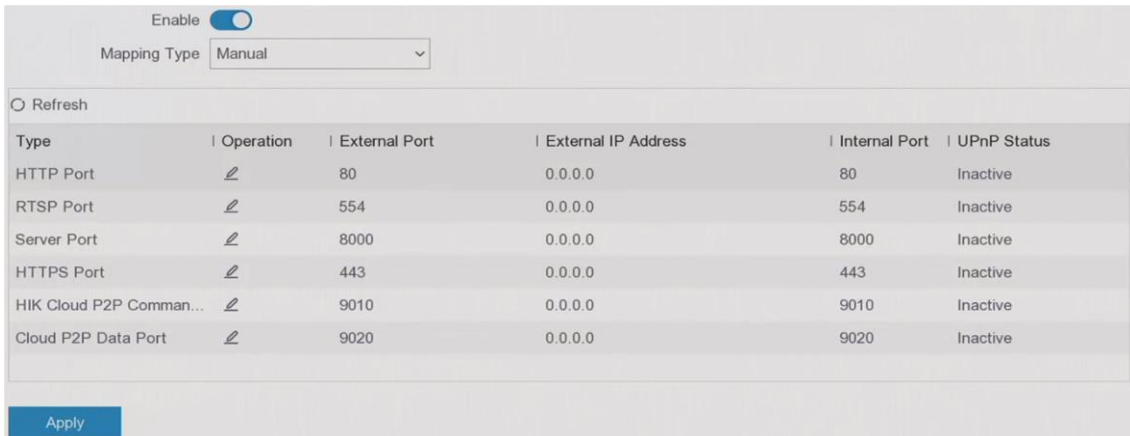 Enable
Mapping Type Manual
Refresh
Type Operation External Port External IP Address Internal Port UPnP Status
HTTP Port 80 0.0.0.0 80 Inactive
RTSP Port 554 0.0.0.0 554 Inactive
Server Port 8000 0.0.0.0 8000 Inactive
HTTPS Port 443 0.0.0.0 443 Inactive
HIK Cloud P2P Comman... 9010 0.0.0.0 9010 Inactive
Cloud P2P Data Port 9020 0.0.0.0 9020 Inactive
Apply